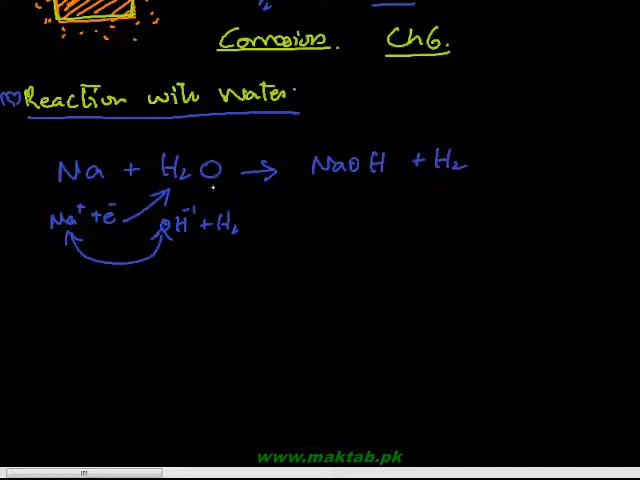 Corrosion. Ch6.
Reaction with Water.
Na + H₂O → NaOH + H₂
Na⁺ + e⁻ OH⁻¹ + H₂
www.maktab.pk